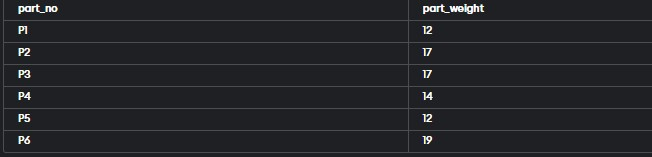 part_no part_weight
P1 12
P2 17
P3 17
P4 14
P5 12
P6 19